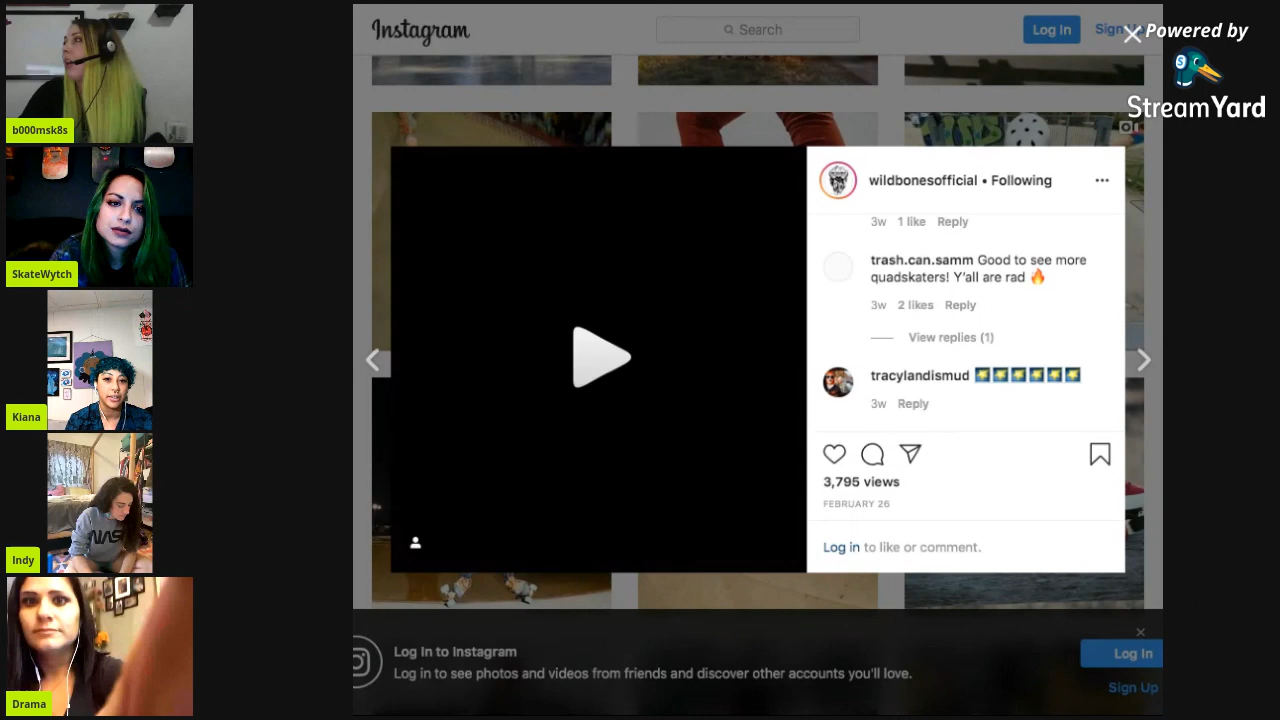 b000msk8s
SkateWytch
Kiana
Indy
NAS
Drama
Instagram
Search
Log In
Sign Up
Powered by
StreamYard
wildbonesofficial • Following
3w 1 like Reply
trash.can.samm Good to see more
quadskaters! Y'all are rad 🔥
3w 2 likes Reply
View replies (1)
tracylandismud
3w Reply
3,795 views
FEBRUARY 26
Log in to like or comment.
Log In to Instagram
Log in to see photos and videos from friends and discover other accounts you'll love.
Log In
Sign Up